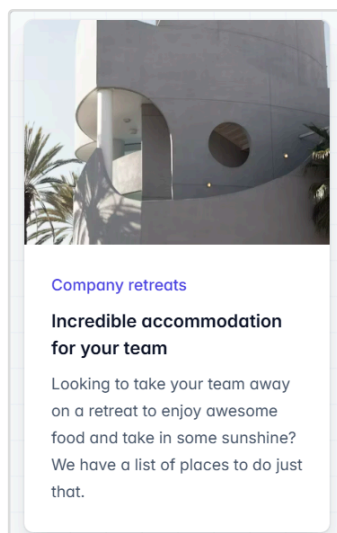 Company retreats
Incredible accommodation
for your team
Looking to take your team away
on a retreat to enjoy awesome
food and take in some sunshine?
We have a list of places to do just
that.